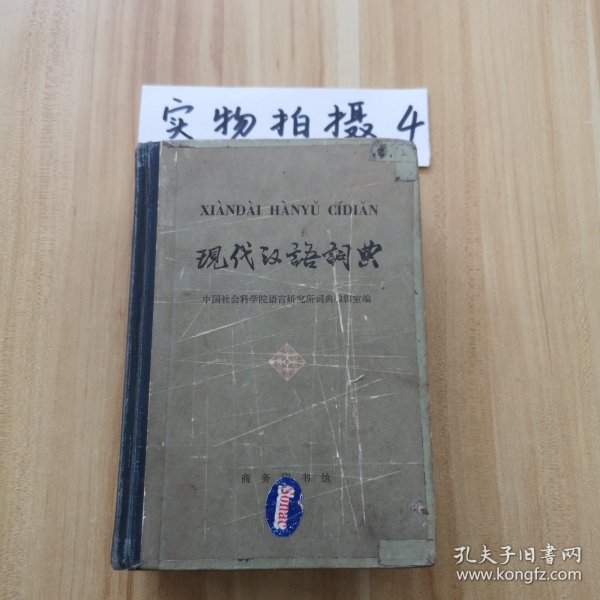 实物拍摄4
XIÀNDÀI HÀNYǓ CÍDIǍN
现代汉语詞典
中国社会科学院语言研究所词典编辑室编
商务印书馆
Sonat
孔夫子旧书网
www.kongfz.com